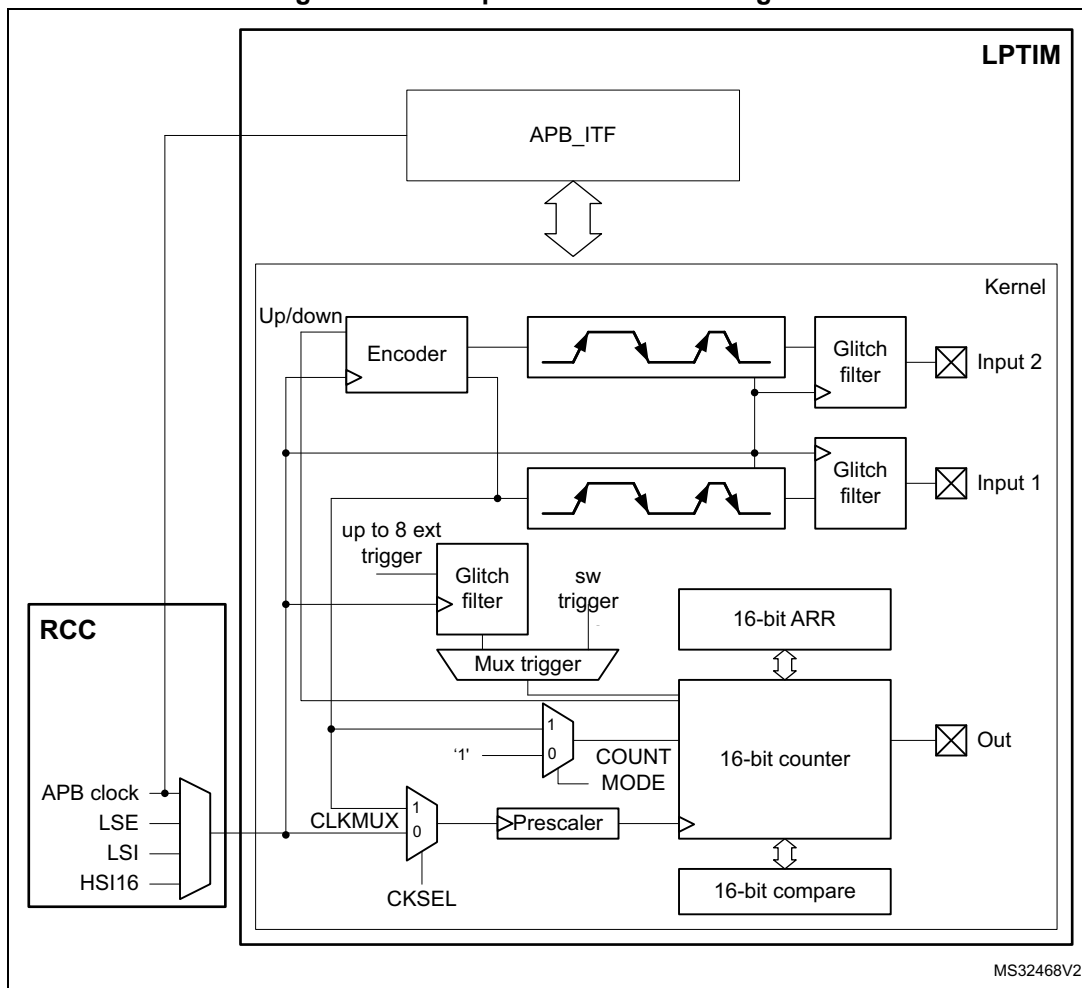 LPTIM
APB_ITF
Kernel
Up/down
Encoder
Glitch
filter
Input 2
Glitch
filter
Input 1
up to 8 ext
trigger
Glitch
filter
sw
trigger
Mux trigger
16-bit ARR
RCC
1
'1'
0
COUNT
MODE
16-bit counter
Out
APB clock
LSE
LSI
HSI16
CLKMUX
1
0
Prescaler
CKSEL
16-bit compare
MS32468V2